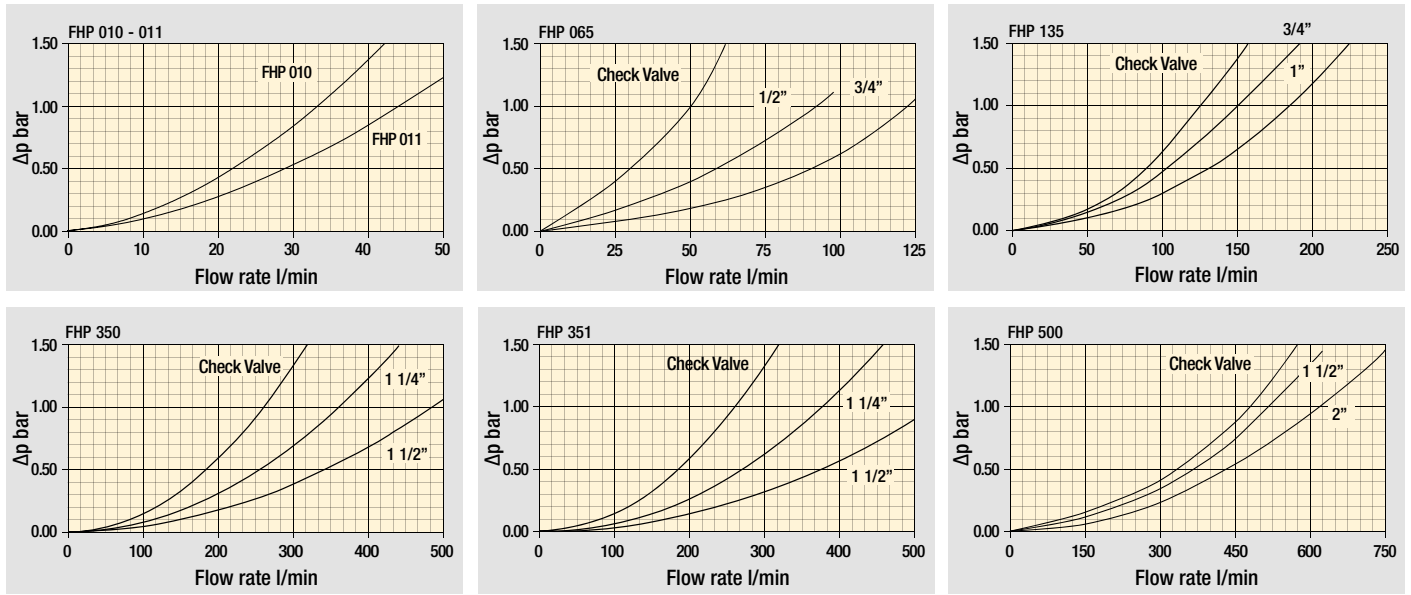 FHP 010 - 011
1.50
1.00
0.50
0.00
Δp bar
FHP 010
FHP 011
0 10 20 30 40 50
Flow rate l/min
FHP 065
1.50
1.00
0.50
0.00
Δp bar
Check Valve
1/2”
3/4”
0 25 50 75 100 125
Flow rate l/min
FHP 135
1.50
1.00
0.50
0.00
Δp bar
Check Valve
3/4”
1”
0 50 100 150 200 250
Flow rate l/min
FHP 350
1.50
1.00
0.50
0.00
Δp bar
Check Valve
1 1/4”
1 1/2”
0 100 200 300 400 500
Flow rate l/min
FHP 351
1.50
1.00
0.50
0.00
Δp bar
Check Valve
1 1/4”
1 1/2”
0 100 200 300 400 500
Flow rate l/min
FHP 500
1.50
1.00
0.50
0.00
Δp bar
Check Valve
1 1/2”
2”
0 150 300 450 600 750
Flow rate l/min